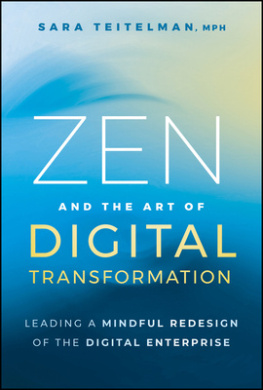 SARA TEITELMAN, MPH
ZEN
AND THE ART OF
DIGITAL
TRANSFORMATION
LEADING A MINDFUL REDESIGN
OF THE DIGITAL ENTERPRISE